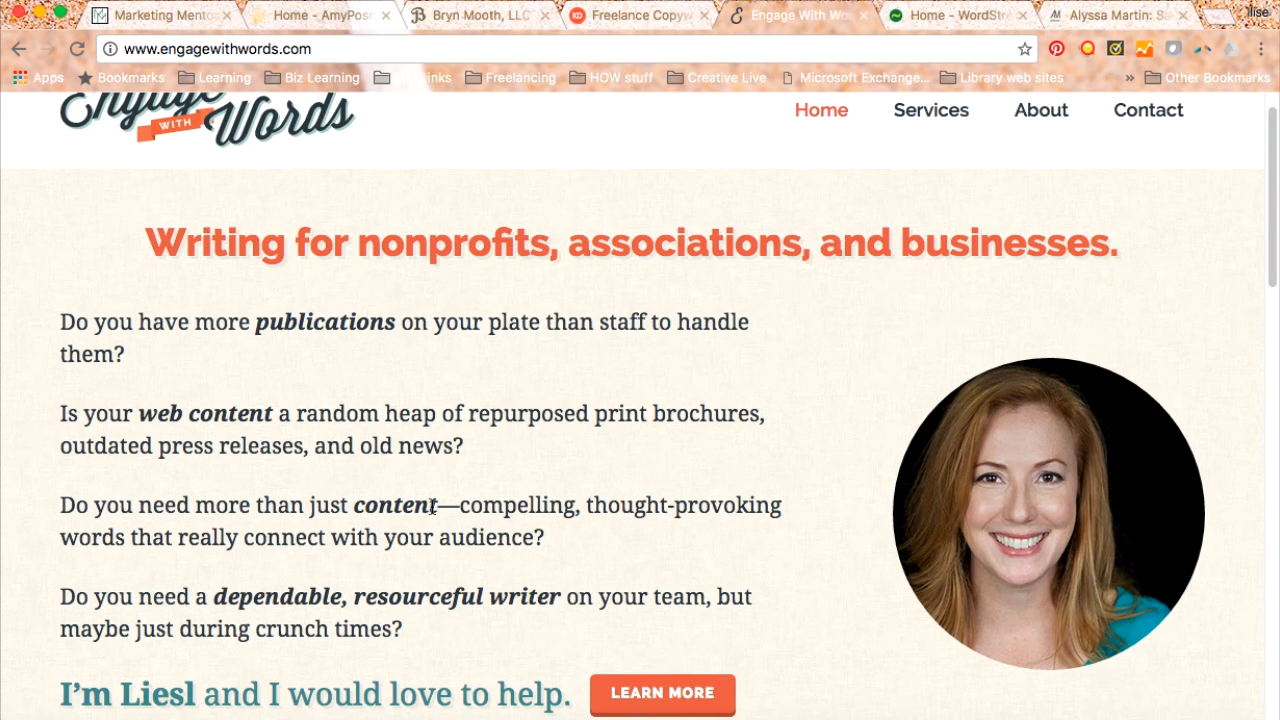 Marketing Mento
Home - AmyPosn
Bryn Mooth, LLC
Freelance Copyw
Engage With Wo
Home - WordStre
Alyssa Martin: Sa
Ilise
www.engagewithwords.com
Apps
Bookmarks
Learning
Biz Learning
Links
Freelancing
HOW stuff
Creative Live
Microsoft Exchange...
Library web sites
»
Other Bookmarks
Engage
WITH
Words
Home
Services
About
Contact
Writing for nonprofits, associations, and businesses.
Do you have more publications on your plate than staff to handle
them?
Is your web content a random heap of repurposed print brochures,
outdated press releases, and old news?
Do you need more than just content—compelling, thought-provoking
words that really connect with your audience?
Do you need a dependable, resourceful writer on your team, but
maybe just during crunch times?
I'm Liesl and I would love to help.
LEARN MORE